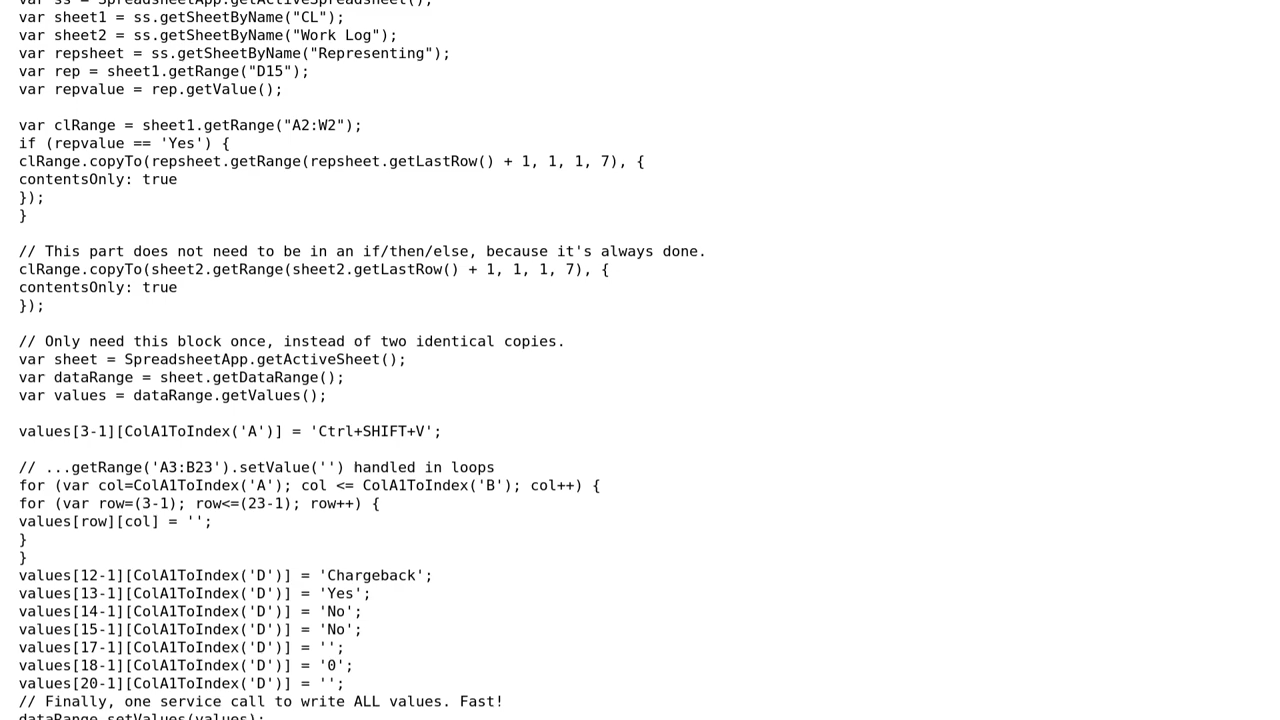 var ss = SpreadsheetApp.getActiveSpreadsheet();
var sheet1 = ss.getSheetByName("CL");
var sheet2 = ss.getSheetByName("Work Log");
var repsheet = ss.getSheetByName("Representing");
var rep = sheet1.getRange("D15");
var repvalue = rep.getValue();

var clRange = sheet1.getRange("A2:W2");
if (repvalue == 'Yes') {
clRange.copyTo(repsheet.getRange(repsheet.getLastRow() + 1, 1, 1, 7), {
contentsOnly: true
});
}

// This part does not need to be in an if/then/else, because it's always done.
clRange.copyTo(sheet2.getRange(sheet2.getLastRow() + 1, 1, 1, 7), {
contentsOnly: true
});

// Only need this block once, instead of two identical copies.
var sheet = SpreadsheetApp.getActiveSheet();
var dataRange = sheet.getDataRange();
var values = dataRange.getValues();

values[3-1][ColA1ToIndex('A')] = 'Ctrl+SHIFT+V';

// ...getRange('A3:B23').setValue('') handled in loops
for (var col=ColA1ToIndex('A'); col <= ColA1ToIndex('B'); col++) {
for (var row=(3-1); row<=(23-1); row++) {
values[row][col] = '';
}
}
values[12-1][ColA1ToIndex('D')] = 'Chargeback';
values[13-1][ColA1ToIndex('D')] = 'Yes';
values[14-1][ColA1ToIndex('D')] = 'No';
values[15-1][ColA1ToIndex('D')] = 'No';
values[17-1][ColA1ToIndex('D')] = '';
values[18-1][ColA1ToIndex('D')] = '0';
values[20-1][ColA1ToIndex('D')] = '';
// Finally, one service call to write ALL values. Fast!
dataRange.setValues(values);